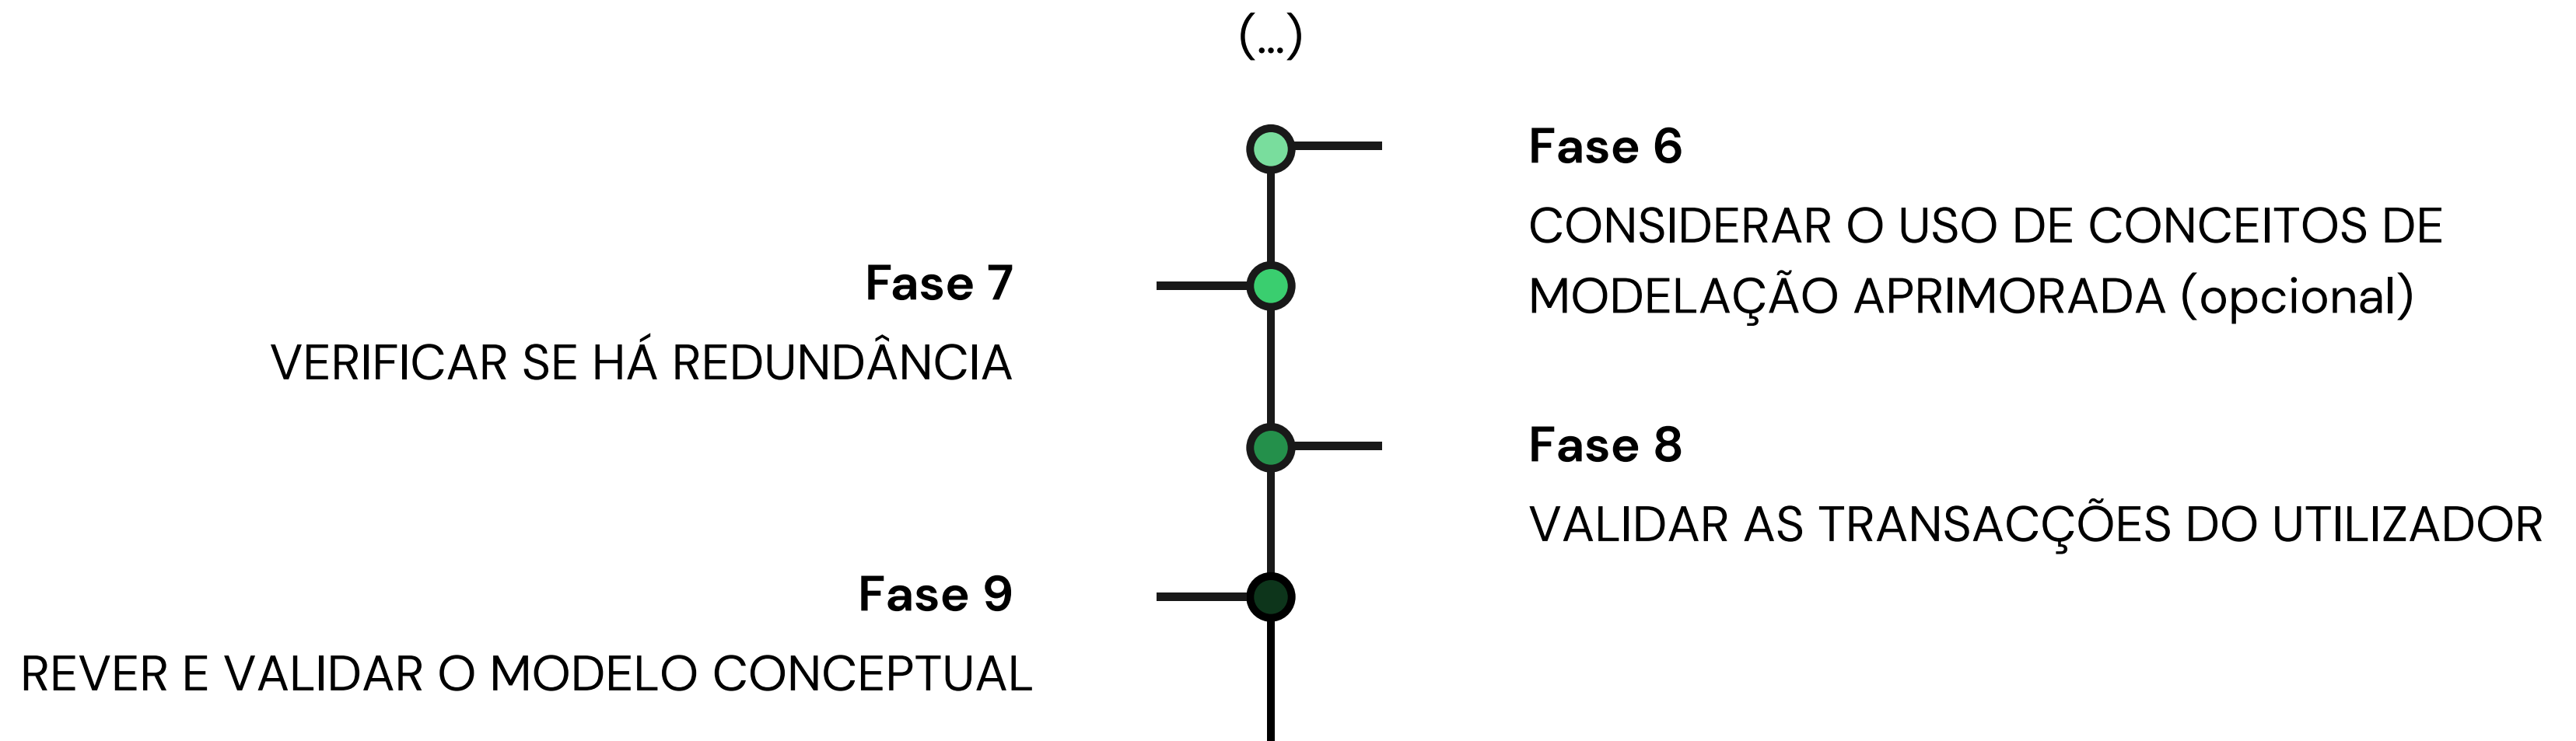 (...)
Fase 6
CONSIDERAR O USO DE CONCEITOS DE
MODELAÇÃO APRIMORADA (opcional)
Fase 7
VERIFICAR SE HÁ REDUNDÂNCIA
Fase 8
VALIDAR AS TRANSACÇÕES DO UTILIZADOR
Fase 9
REVER E VALIDAR O MODELO CONCEPTUAL